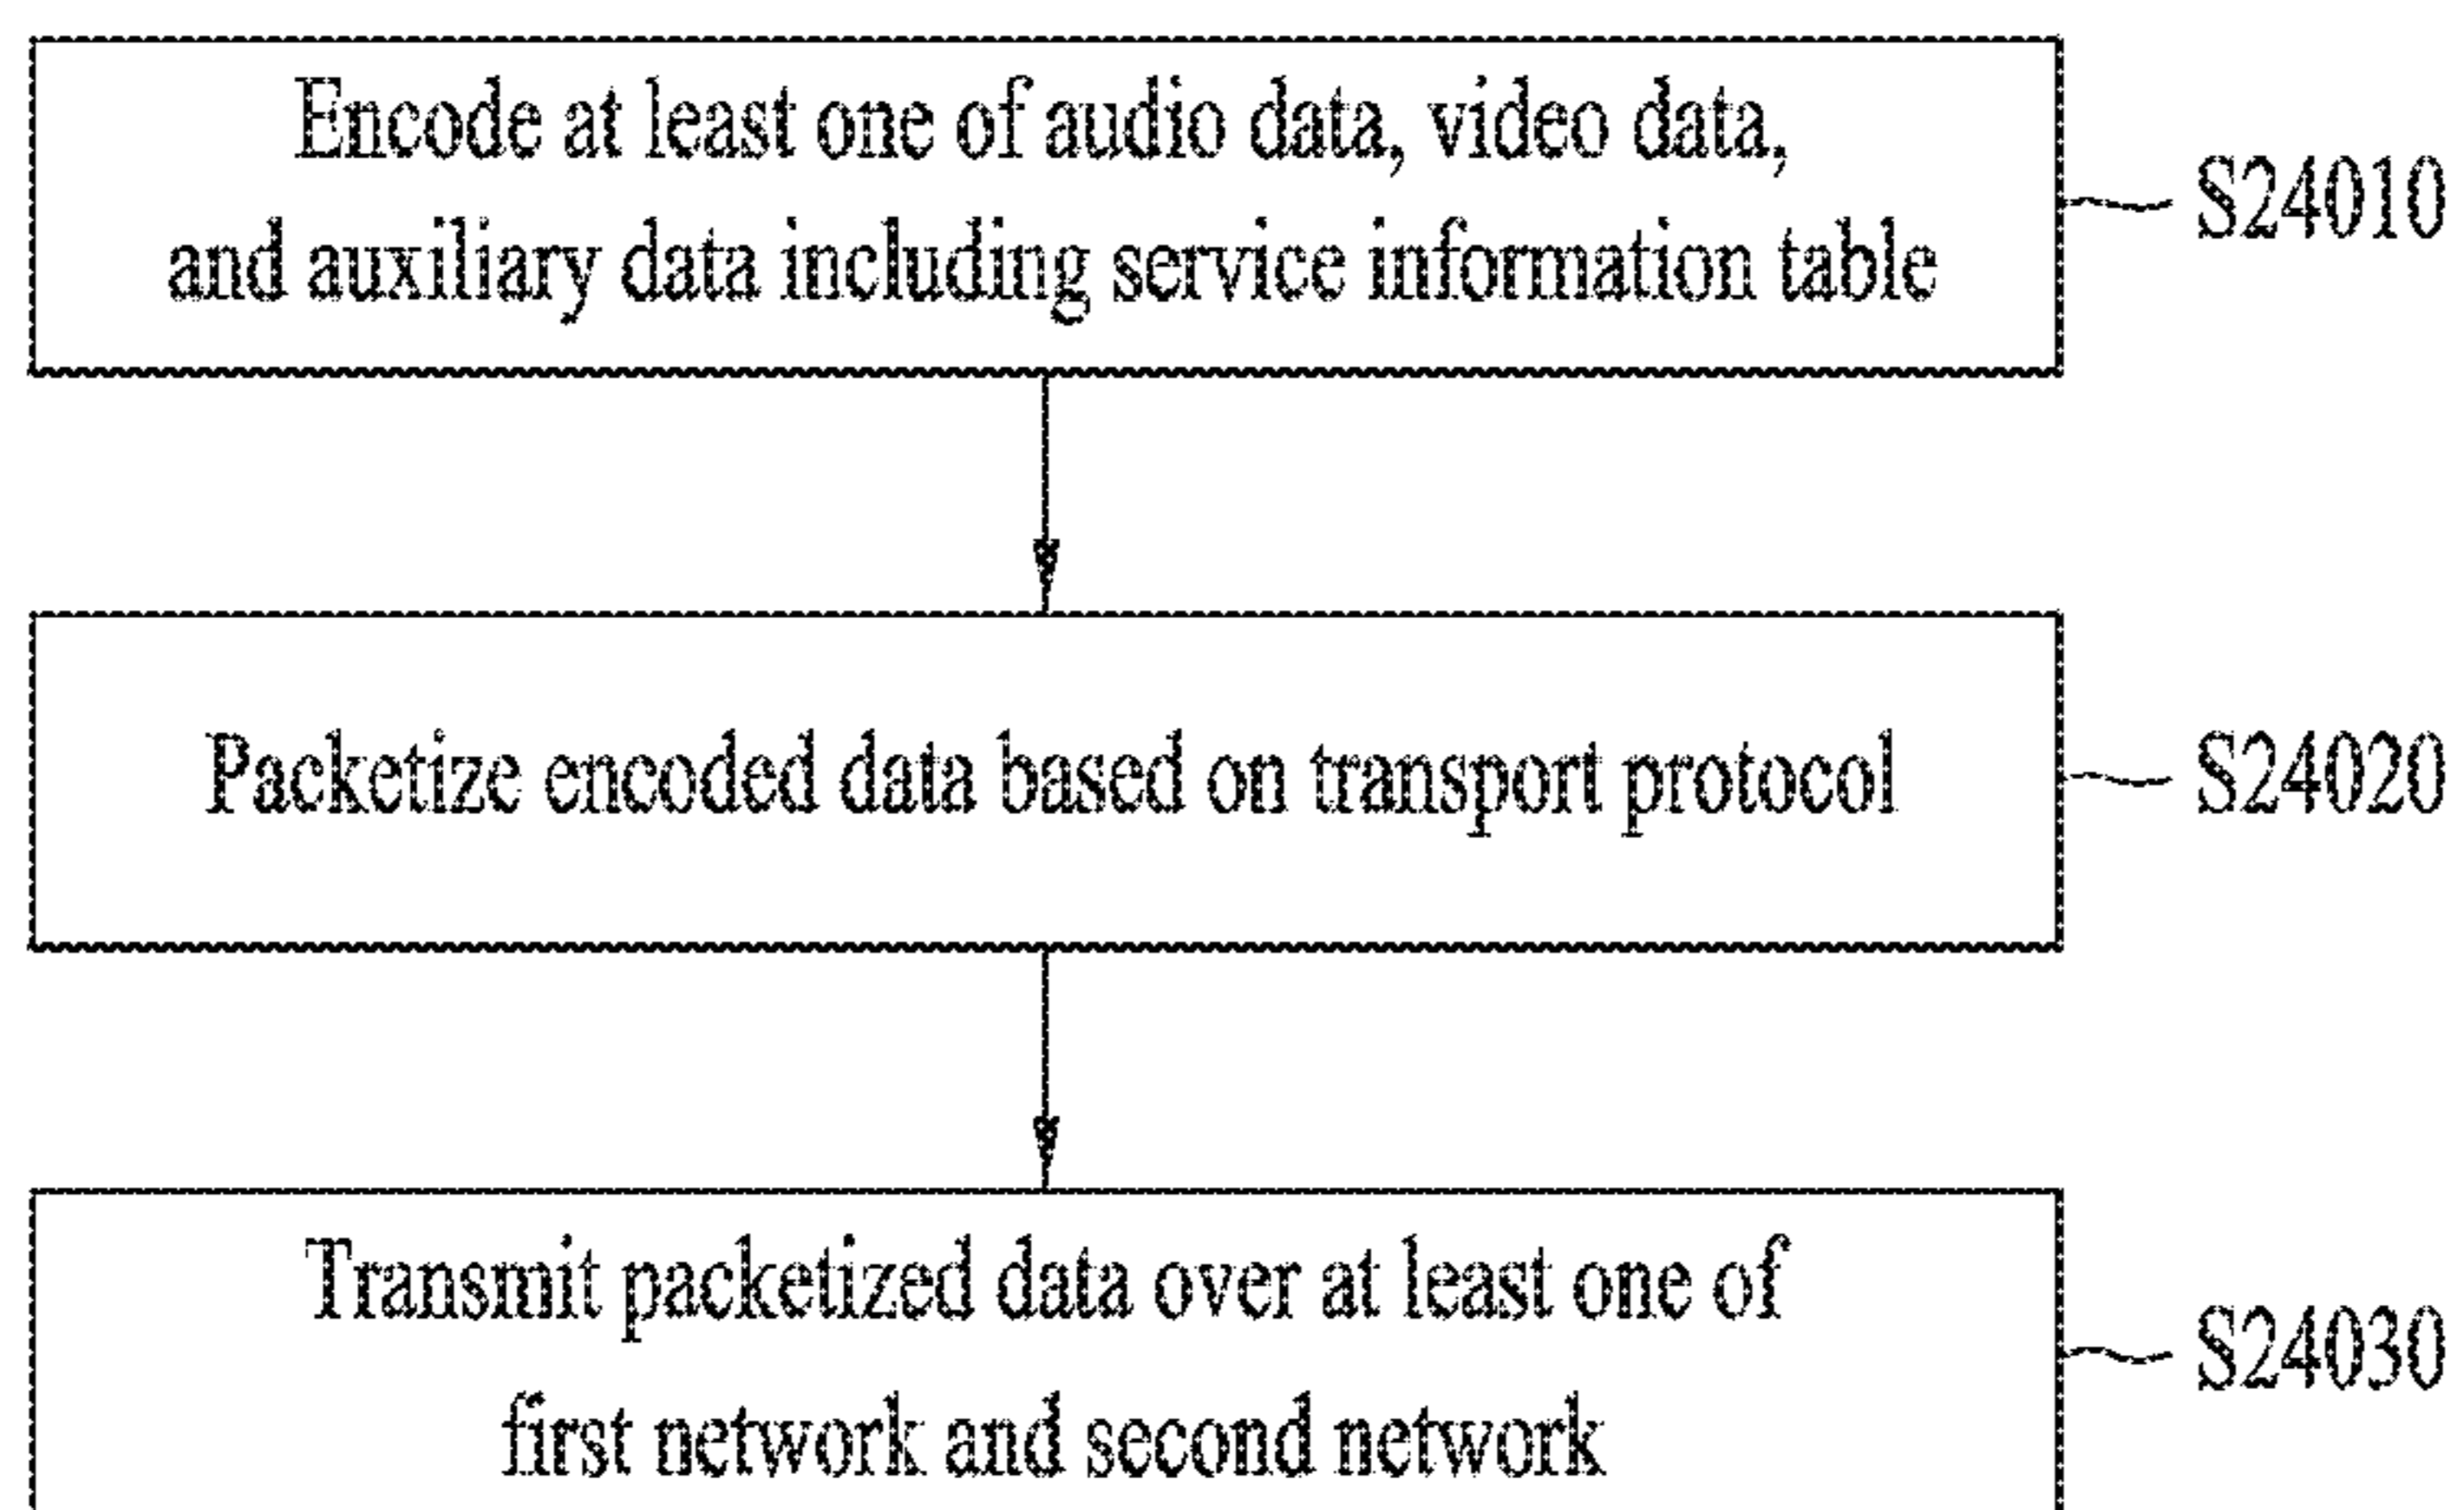 Encode at least one of audio data, video data,
and auxiliary data including service information table
S24010
Packetize encoded data based on transport protocol
S24020
Transmit packetized data over at least one of
first network and second network
S24030